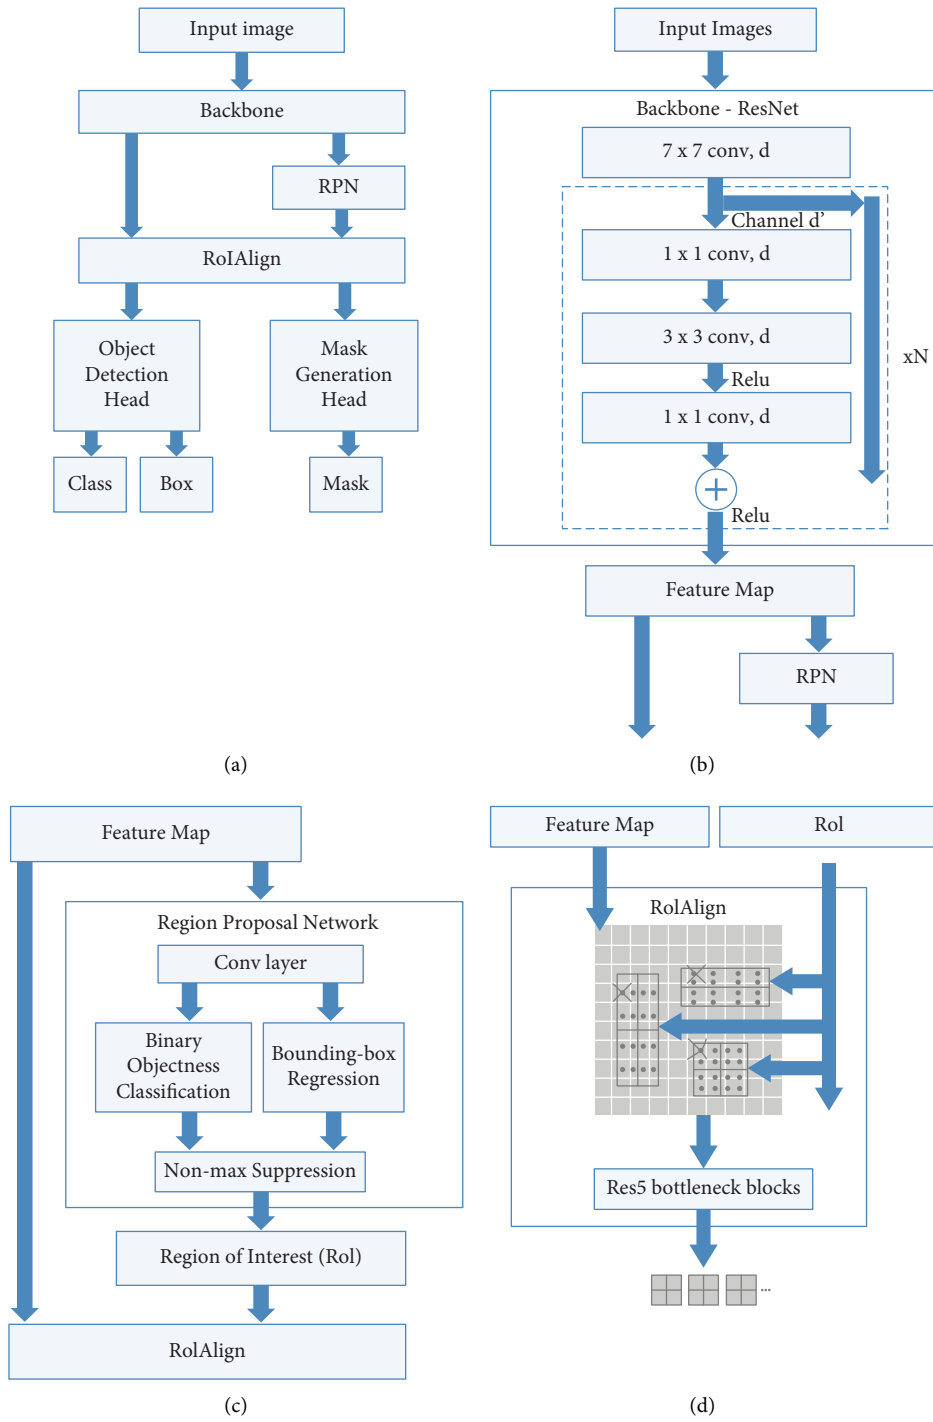 Input image
Backbone
RPN
RoIAlign
Object
Detection
Head
Mask
Generation
Head
Class
Box
Mask
(a)
Input Images
Backbone - ResNet
7 x 7 conv, d
Channel d'
1 x 1 conv, d
3 x 3 conv, d
Relu
1 x 1 conv, d
Relu
xN
Feature Map
RPN
(b)
Feature Map
Region Proposal Network
Conv layer
Binary
Objectness
Classification
Bounding-box
Regression
Non-max Suppression
Region of Interest (RoI)
RolAlign
(c)
Feature Map
Rol
RolAlign
Res5 bottleneck blocks
...
(d)